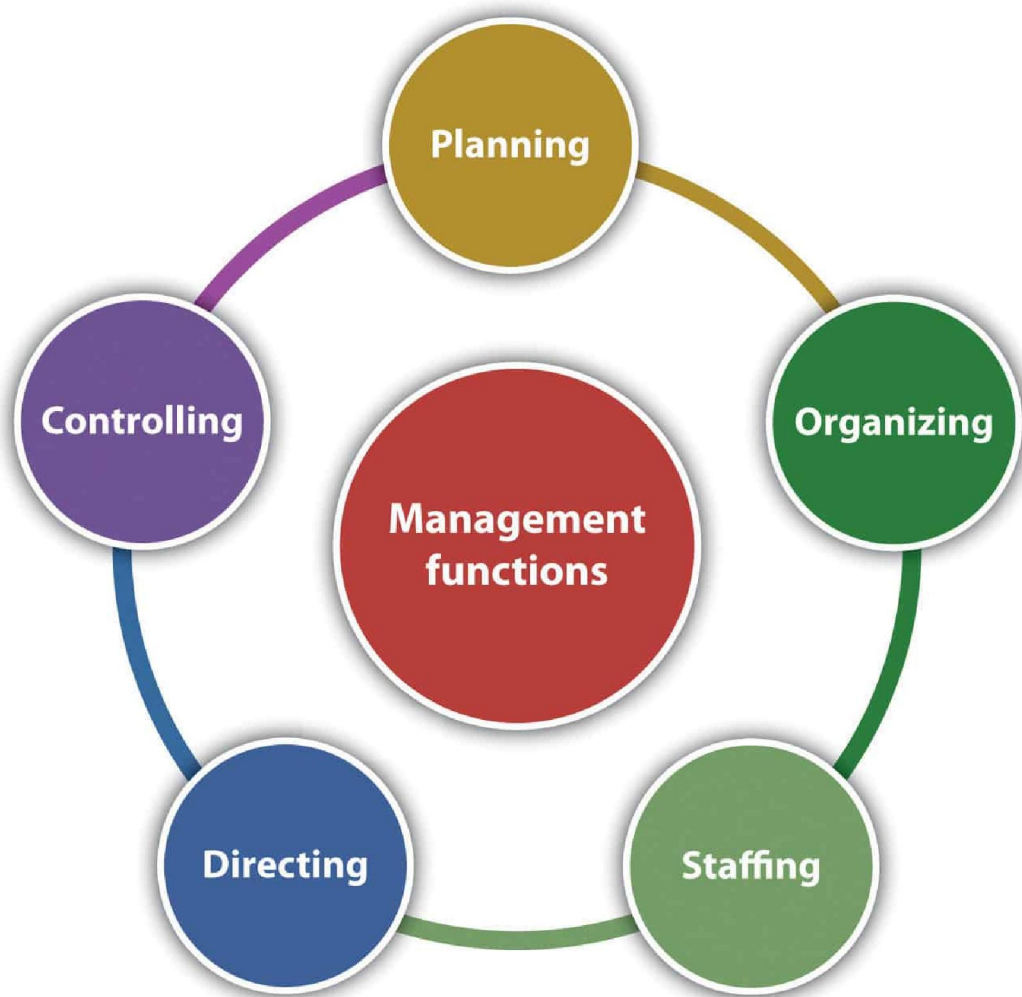 Planning
Organizing
Staffing
Directing
Controlling
Management
functions